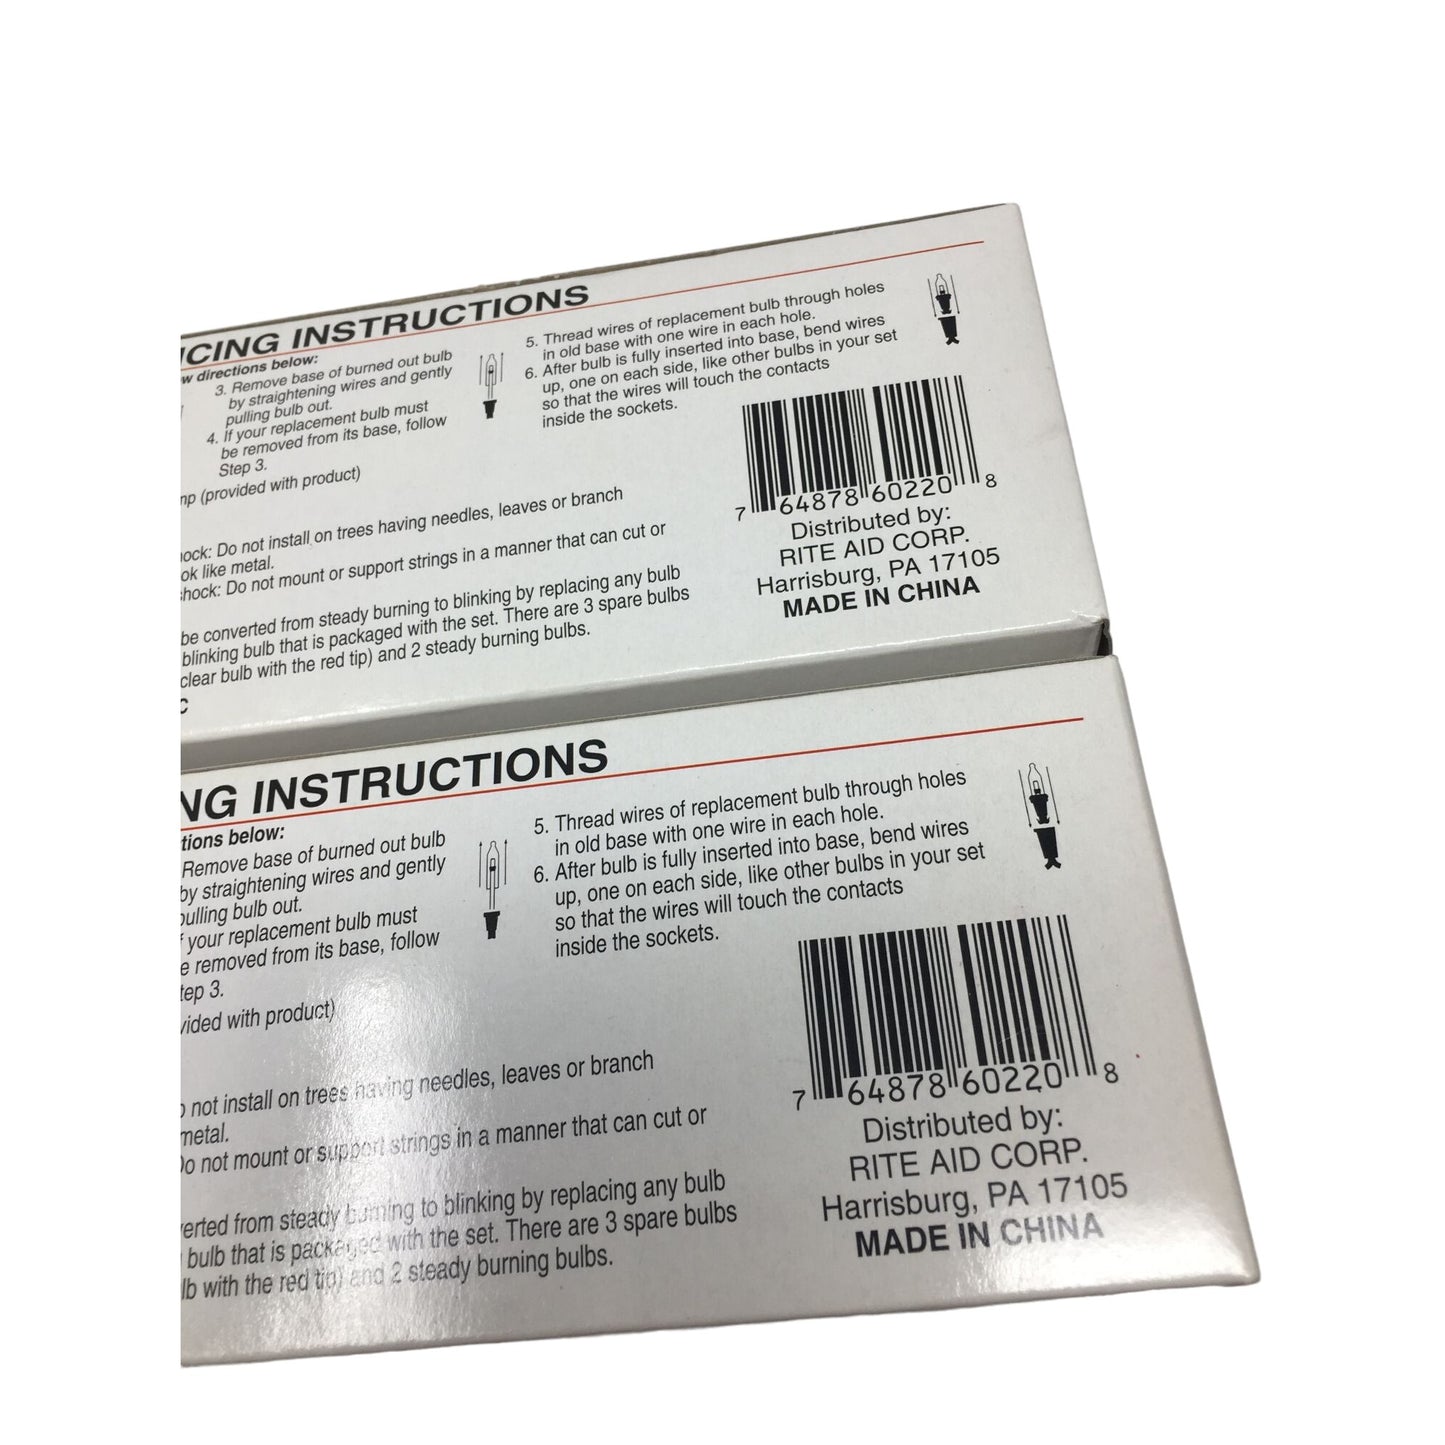 ICING INSTRUCTIONS
directions below:
3. Remove base of burned out bulb
by straightening wires and gently
pulling bulb out.
4. If your replacement bulb must
be removed from its base, follow
Step 3.
(provided with product)
5. Thread wires of replacement bulb through holes
in old base with one wire in each hole.
6. After bulb is fully inserted into base, bend wires
up, one on each side, like other bulbs in your set
so that the wires will touch the contacts
inside the sockets.
Do not install on trees having needles, leaves or branch
like metal.
Do not mount or support strings in a manner that can cut or
be converted from steady burning to blinking by replacing any bulb
blinking bulb that is packaged with the set. There are 3 spare bulbs
clear bulb with the red tip) and 2 steady burning bulbs.
7 64878 60220 8
Distributed by:
RITE AID CORP.
Harrisburg, PA 17105
MADE IN CHINA
NG INSTRUCTIONS
below:
Remove base of burned out bulb
by straightening wires and gently
pulling bulb out.
your replacement bulb must
removed from its base, follow
3.
with product)
5. Thread wires of replacement bulb through holes
in old base with one wire in each hole.
6. After bulb is fully inserted into base, bend wires
up, one on each side, like other bulbs in your set
so that the wires will touch the contacts
inside the sockets.
not install on trees having needles, leaves or branch
metal.
Do not mount or support strings in a manner that can cut or
from steady burning to blinking by replacing any bulb
bulb that is packaged with the set. There are 3 spare bulbs
with the red tip) and 2 steady burning bulbs.
7 64878 60220 8
Distributed by:
RITE AID CORP.
Harrisburg, PA 17105
MADE IN CHINA